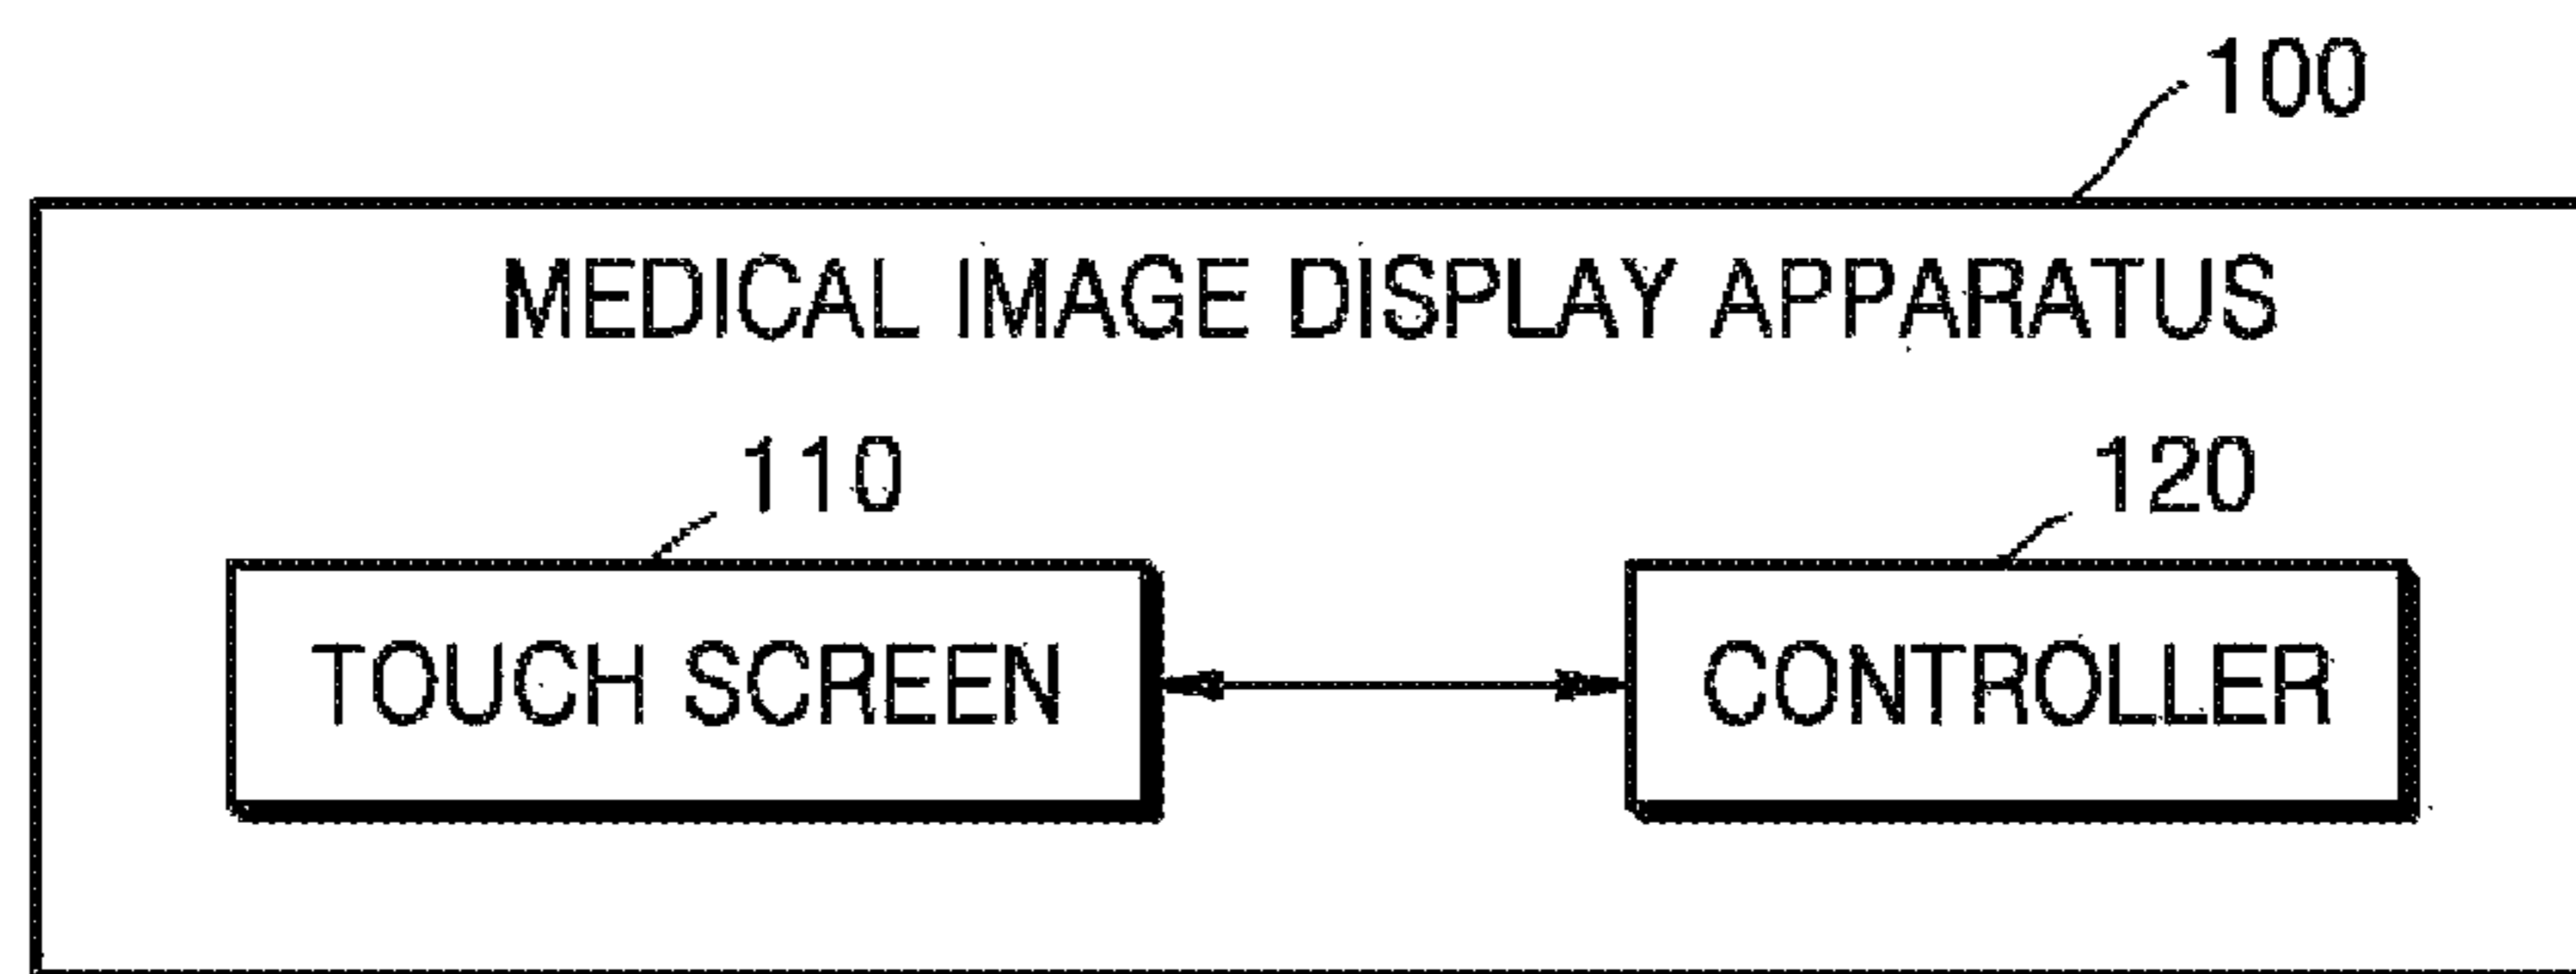 100
MEDICAL IMAGE DISPLAY APPARATUS
110 120
TOUCH SCREEN CONTROLLER